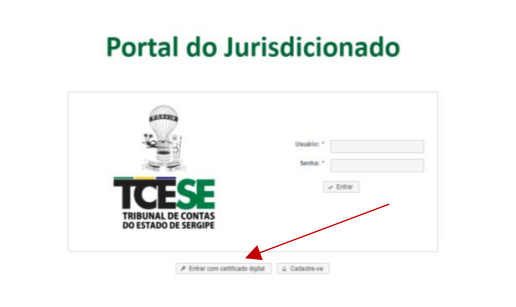 Portal do Jurisdicionado
PORVIR
Usuário: *
Senha: *
Entrar
TCESE
TRIBUNAL DE CONTAS
DO ESTADO DE SERGIPE
Entrar com certificado digital
Cadastre-se